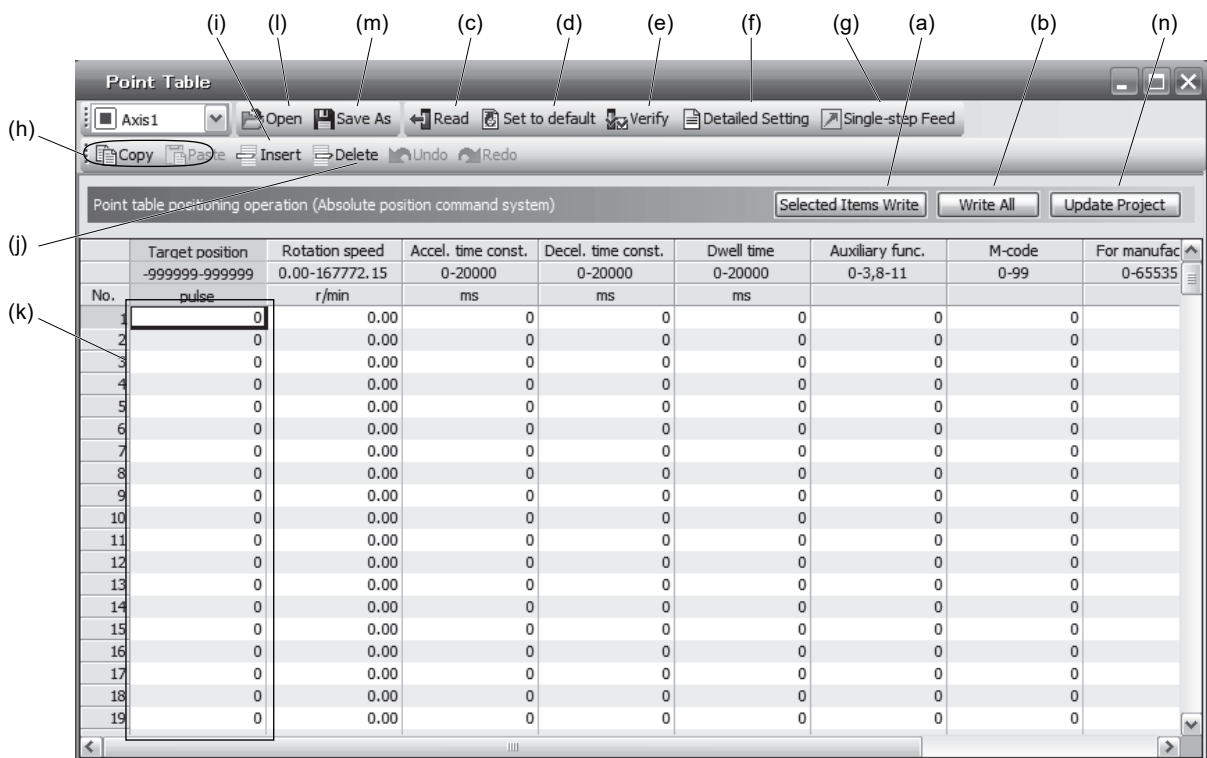 (i) (l) (m) (c) (d) (e) (f) (g) (a) (b) (n)
Point Table
Axis1 Open Save As Read Set to default Verify Detailed Setting Single-step Feed
(h)
Copy Paste Insert Delete Undo Redo
Point table positioning operation (Absolute position command system) Selected Items Write Write All Update Project
(j)
Target position Rotation speed Accel. time const. Decel. time const. Dwell time Auxiliary func. M-code For manufac
-999999-999999 0.00-167772.15 0-20000 0-20000 0-20000 0-3,8-11 0-99 0-65535
No. pulse r/min ms ms ms
(k)
1 0 0.00 0 0 0 0 0
2 0 0.00 0 0 0 0 0
3 0 0.00 0 0 0 0 0
4 0 0.00 0 0 0 0 0
5 0 0.00 0 0 0 0 0
6 0 0.00 0 0 0 0 0
7 0 0.00 0 0 0 0 0
8 0 0.00 0 0 0 0 0
9 0 0.00 0 0 0 0 0
10 0 0.00 0 0 0 0 0
11 0 0.00 0 0 0 0 0
12 0 0.00 0 0 0 0 0
13 0 0.00 0 0 0 0 0
14 0 0.00 0 0 0 0 0
15 0 0.00 0 0 0 0 0
16 0 0.00 0 0 0 0 0
17 0 0.00 0 0 0 0 0
18 0 0.00 0 0 0 0 0
19 0 0.00 0 0 0 0 0